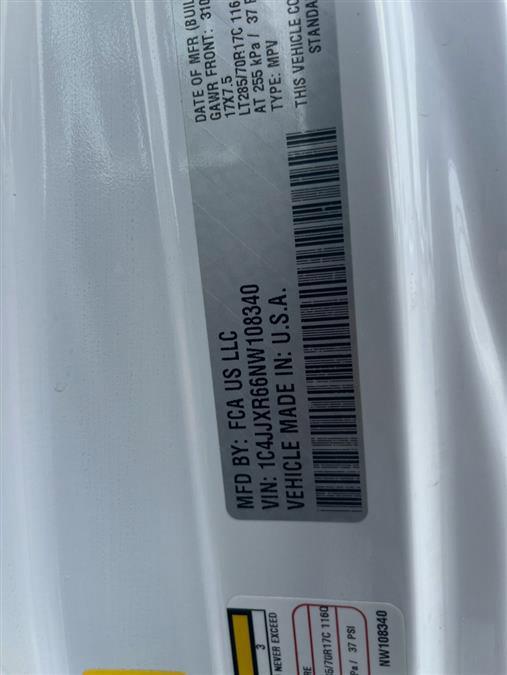 MFD BY: FCA US LLC
VIN: 1C4JJXR66NW108340
VEHICLE MADE IN: U.S.A.
DATE OF MFR (BUIL
GAWR FRONT: 310
17X7.5
LT285/70R17C 116
AT 255 kPa / 37 P
TYPE: MPV
THIS VEHICLE CO
STANDA
3
NEVER EXCEED
RE
5/70R17C 116Q
Pa / 37 PSI
NW108340